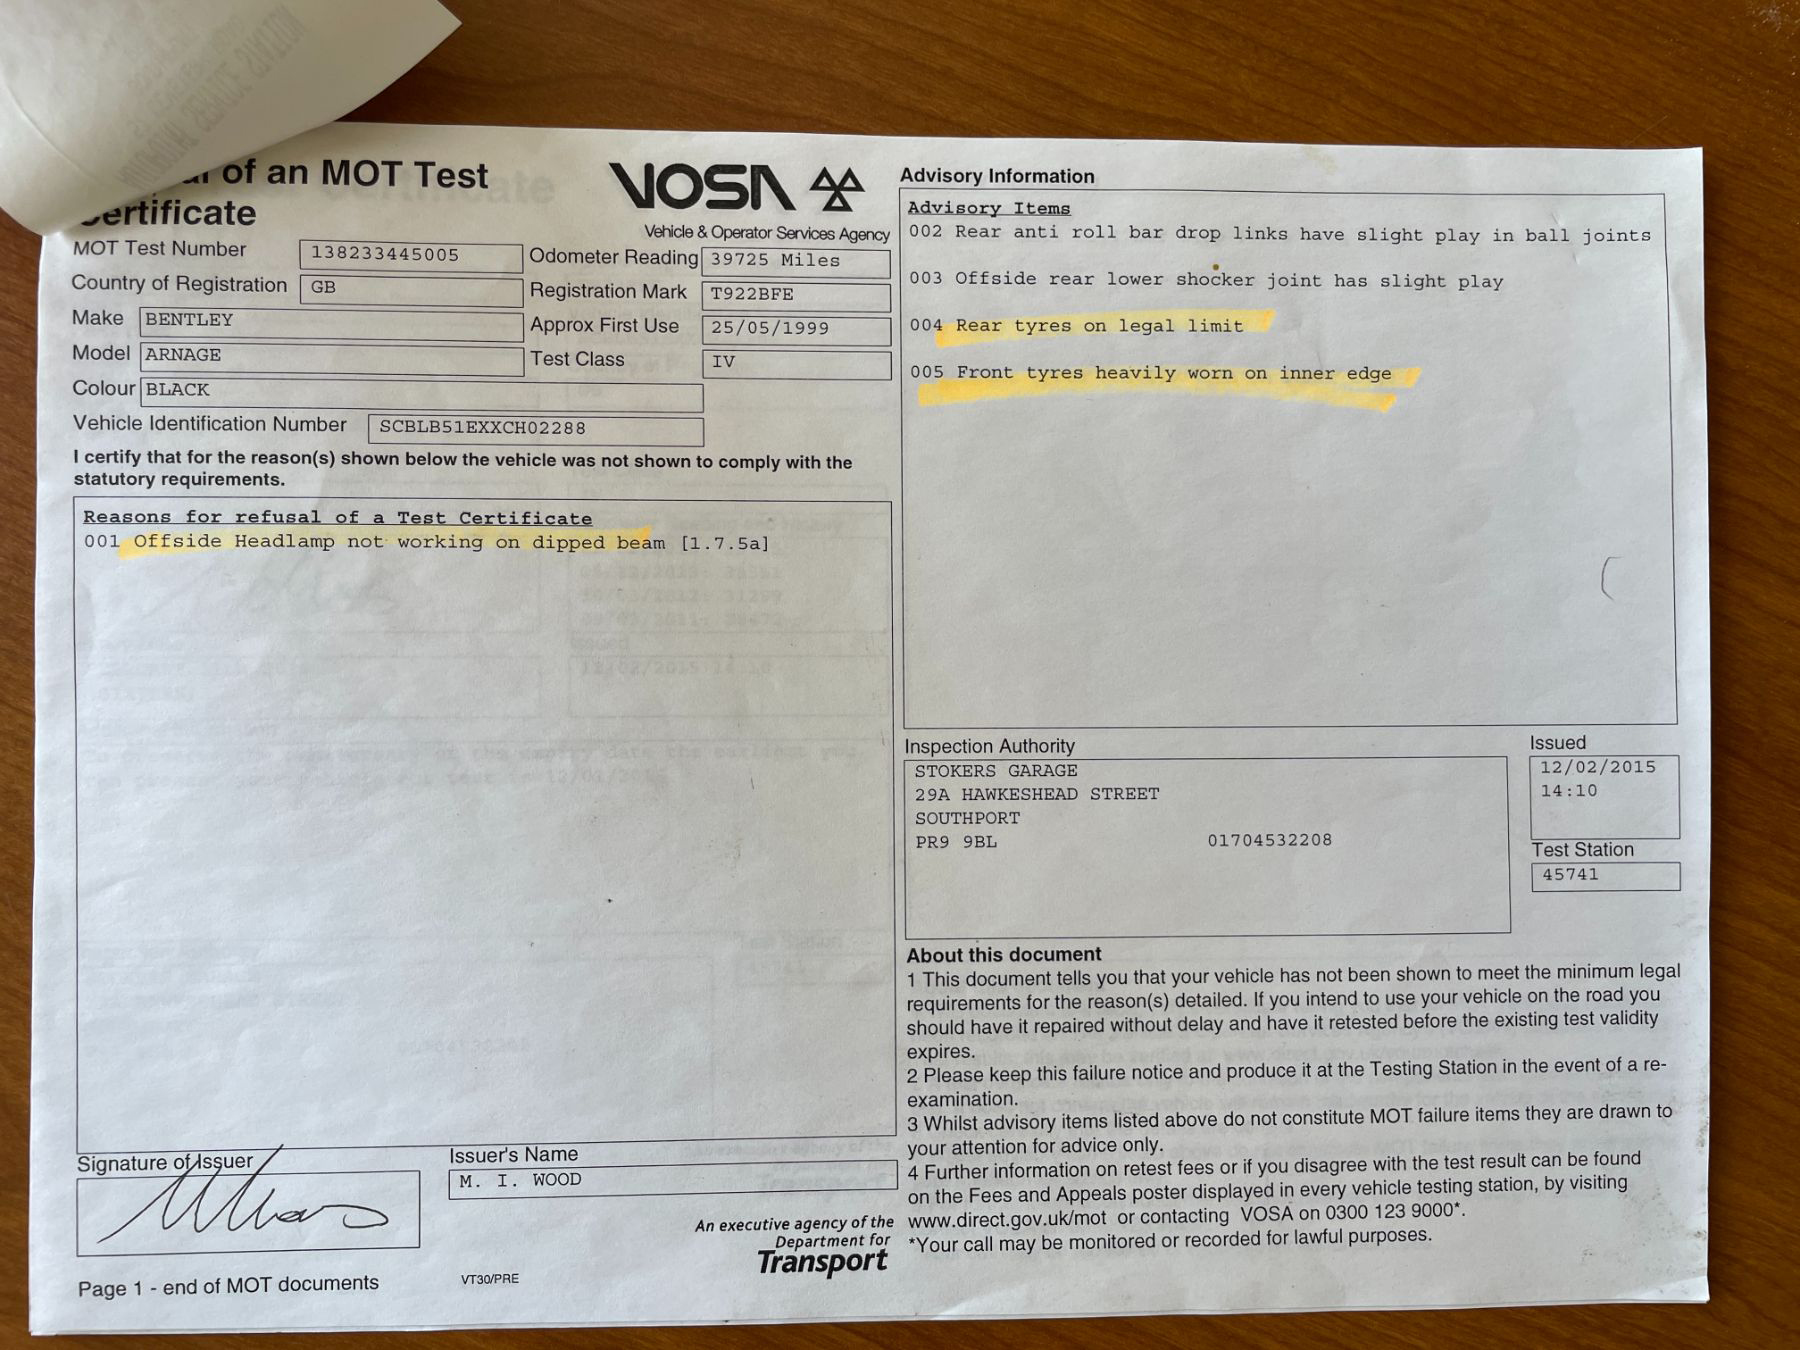 of an MOT Test
Certificate
VOSA
Vehicle & Operator Services Agency
MOT Test Number 138233445005
Odometer Reading 39725 Miles
Country of Registration GB
Registration Mark T922BFE
Make BENTLEY
Approx First Use 25/05/1999
Model ARNAGE
Test Class IV
Colour BLACK
Vehicle Identification Number SCBLB51EXXCH02288
I certify that for the reason(s) shown below the vehicle was not shown to comply with the
statutory requirements.
Reasons for refusal of a Test Certificate
001 Offside Headlamp not working on dipped beam [1.7.5a]
Signature of Issuer
Issuer's Name
M. I. WOOD
An executive agency of the
Department for
Transport
Page 1 - end of MOT documents
VT30/PRE
Advisory Information
Advisory Items
002 Rear anti roll bar drop links have slight play in ball joints
003 Offside rear lower shocker joint has slight play
004 Rear tyres on legal limit
005 Front tyres heavily worn on inner edge
Inspection Authority
STOKERS GARAGE
29A HAWKESHEAD STREET
SOUTHPORT
PR9 9BL 01704532208
Issued
12/02/2015
14:10
Test Station
45741
About this document
1 This document tells you that your vehicle has not been shown to meet the minimum legal
requirements for the reason(s) detailed. If you intend to use your vehicle on the road you
should have it repaired without delay and have it retested before the existing test validity
expires.
2 Please keep this failure notice and produce it at the Testing Station in the event of a re-
examination.
3 Whilst advisory items listed above do not constitute MOT failure items they are drawn to
your attention for advice only.
4 Further information on retest fees or if you disagree with the test result can be found
on the Fees and Appeals poster displayed in every vehicle testing station, by visiting
www.direct.gov.uk/mot or contacting VOSA on 0300 123 9000*.
*Your call may be monitored or recorded for lawful purposes.